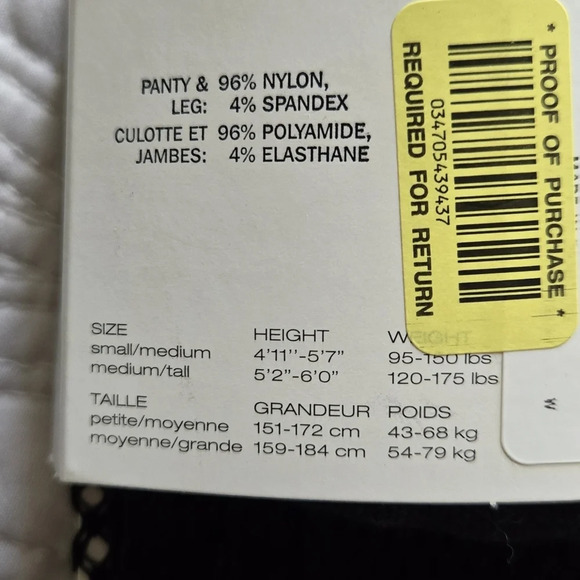 PANTY & 96% NYLON,
LEG: 4% SPANDEX
CULOTTE ET 96% POLYAMIDE,
JAMBES: 4% ELASTHANE
* PROOF OF PURCHASE *
034705439437
REQUIRED FOR RETURN
SIZE HEIGHT WEIGHT
small/medium 4'11''-5'7" 95-150 lbs
medium/tall 5'2"-6'0" 120-175 lbs
TAILLE GRANDEUR POIDS
petite/moyenne 151-172 cm 43-68 kg
moyenne/grande 159-184 cm 54-79 kg
W